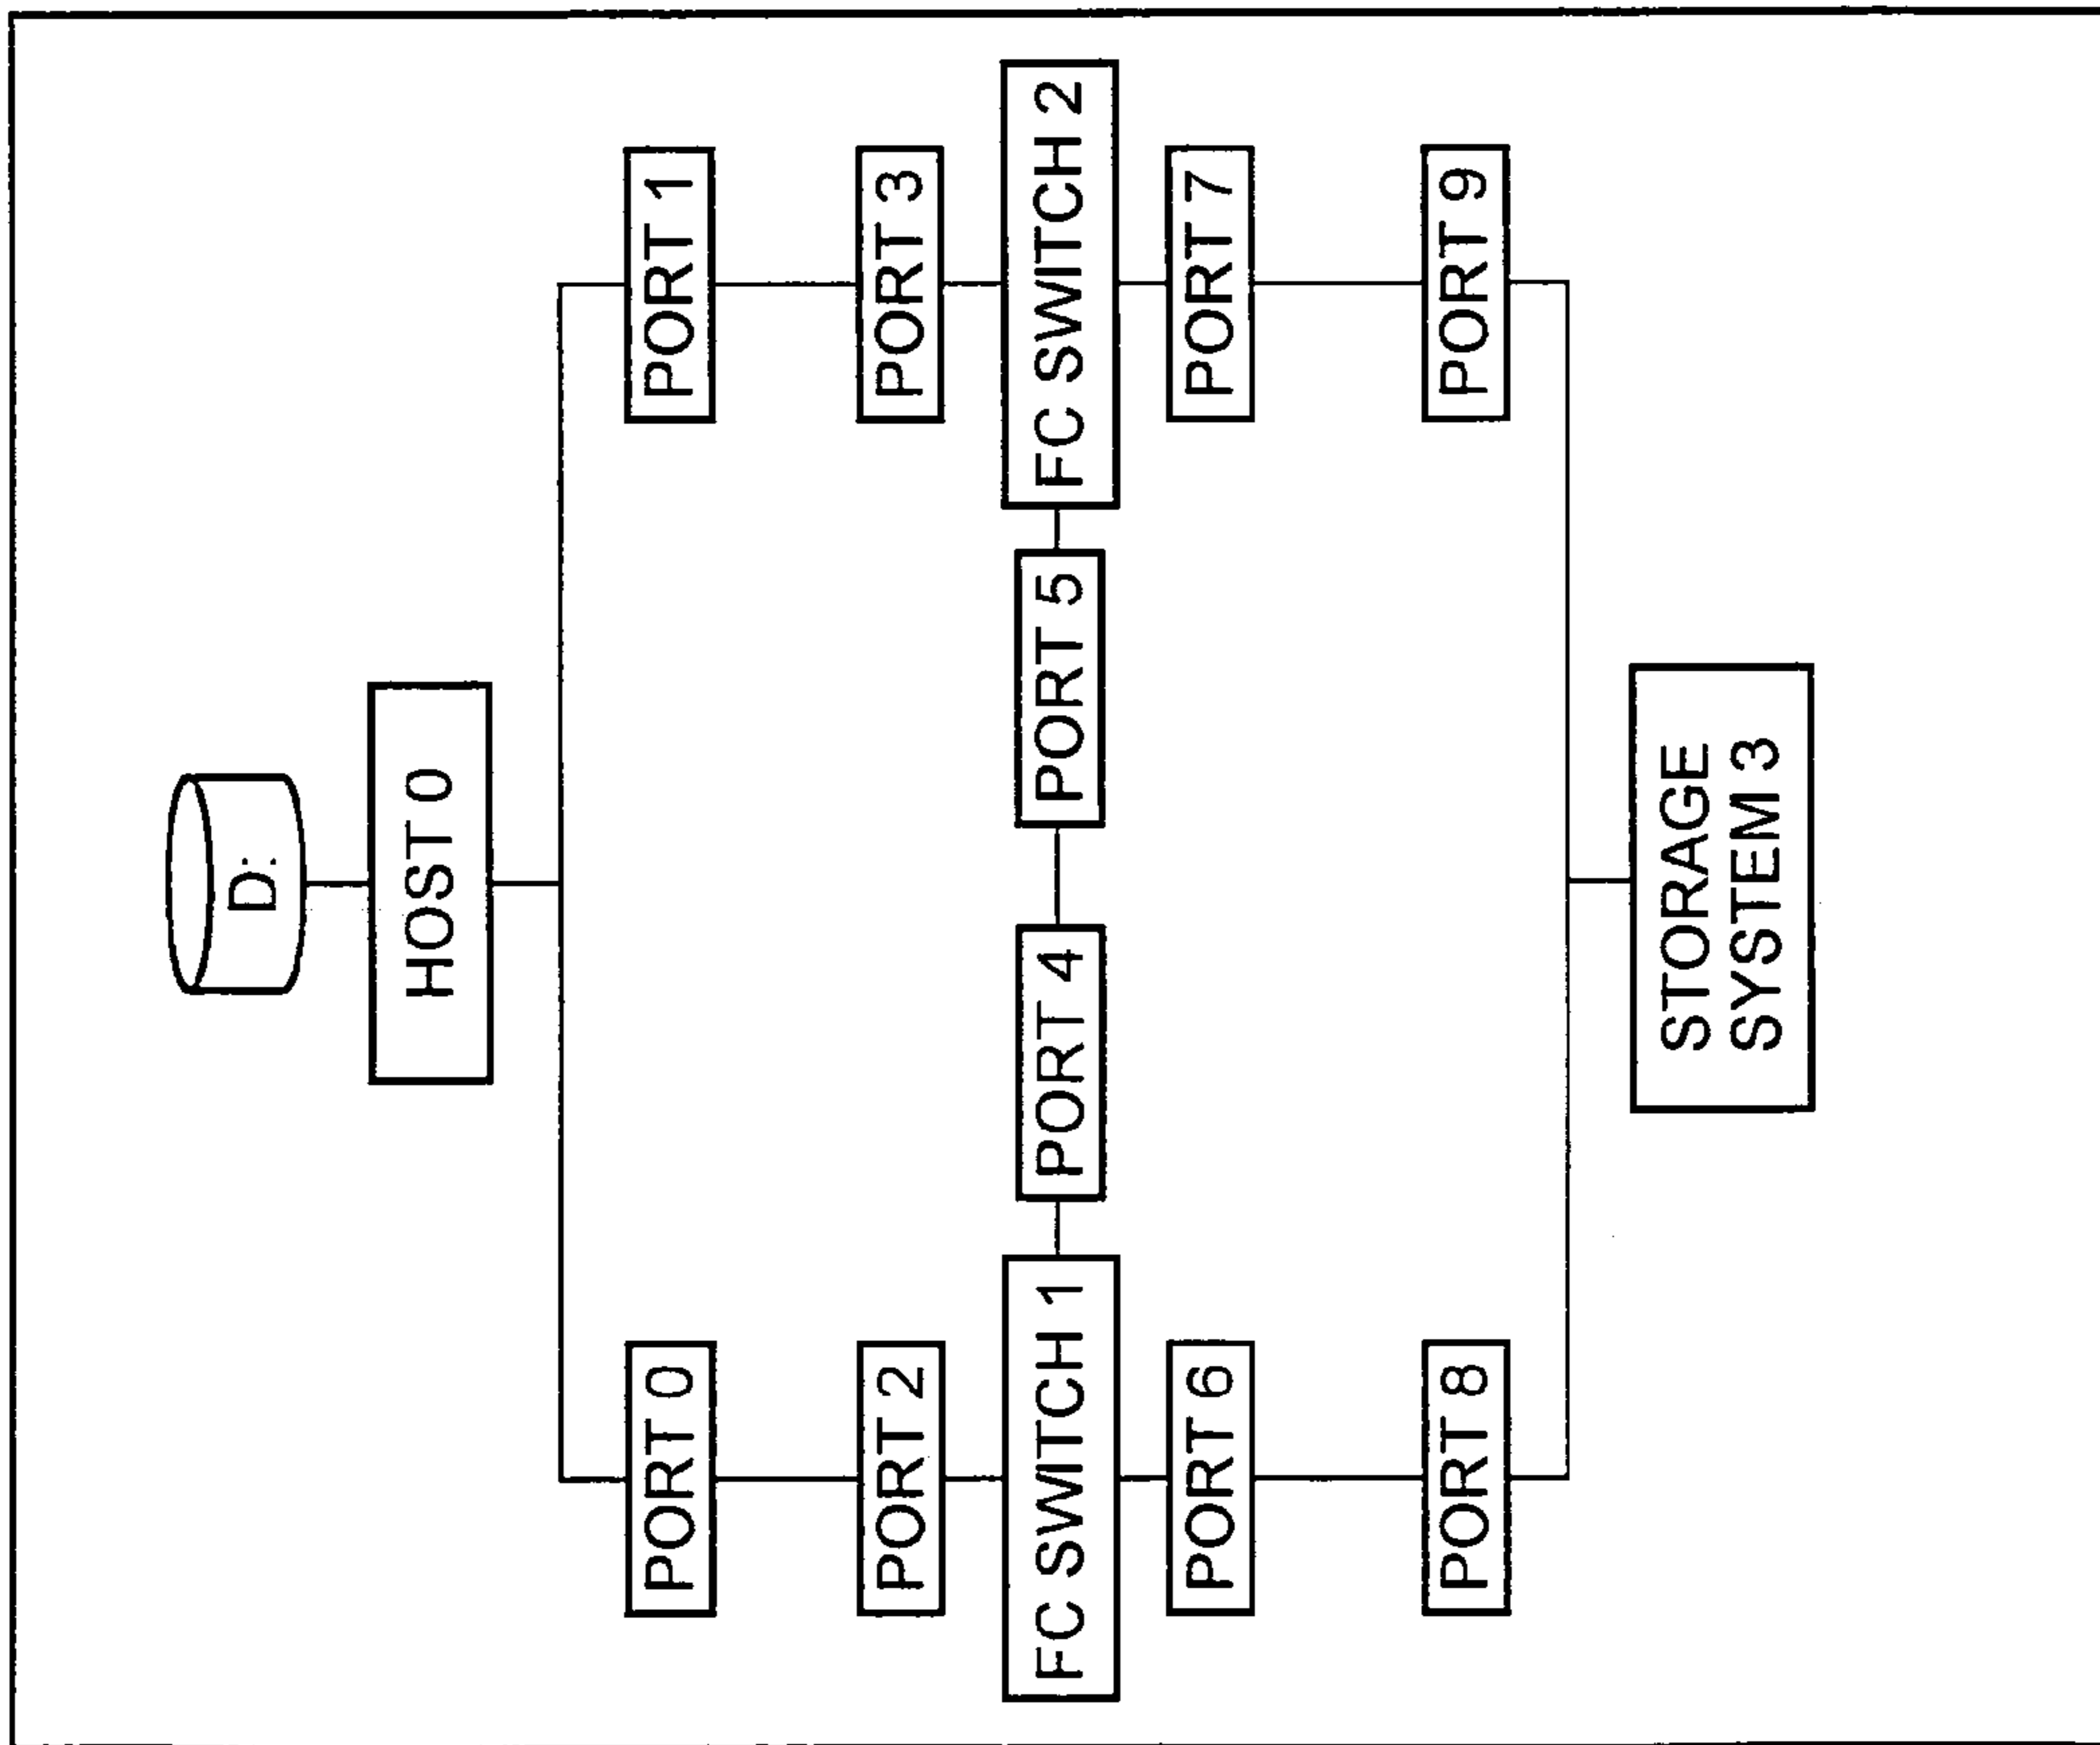 D:
HOST 0
PORT 0
PORT 1
PORT 2
PORT 3
FC SWITCH 1
PORT 4
PORT 5
FC SWITCH 2
PORT 6
PORT 7
PORT 8
PORT 9
STORAGE
SYSTEM 3